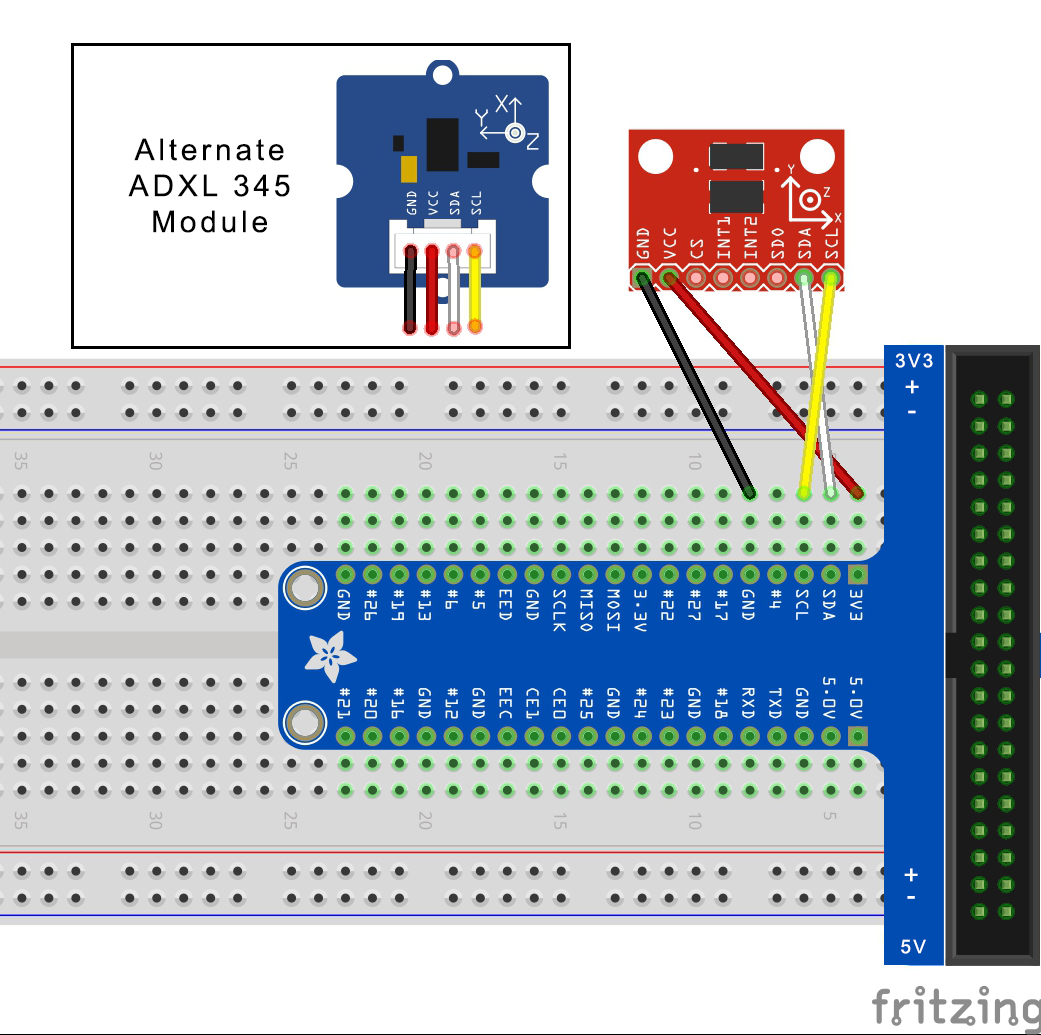 Alternate
ADXL 345
Module
X
Y
Z
GND VCC SDA SCL
Y
Z
X
GND VCC CS INT1 INT2 SDO SDA SCL
3V3
+
-
35 30 25 20 15 10
GND #26 #19 #13 #6 #5 EED GND SCLK MISO MOSI 3.3V #22 #27 #17 GND #4 SCL SDA 3V3
#21 #20 #16 GND #12 GND EEC CE1 CE0 #25 GND #24 #23 GND #18 RXD TXD GND 5.0V 5.0V
35 30 25 20 15 10 5
+
-
5V
fritzing